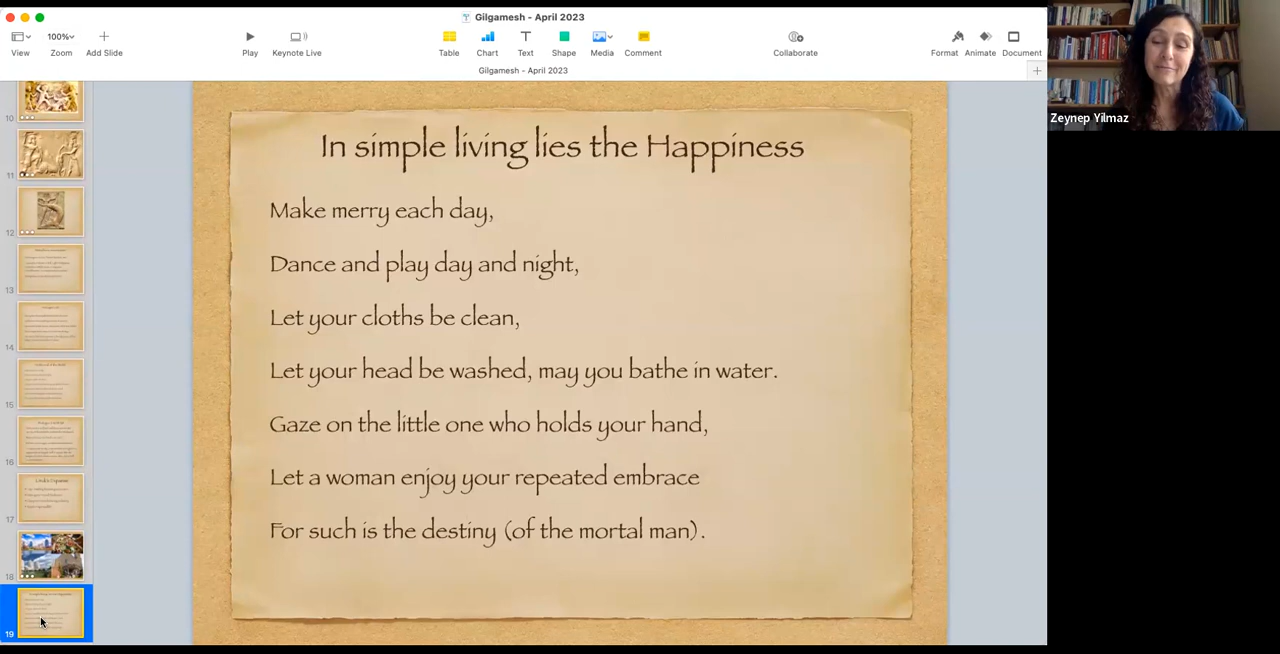 Gilgamesh - April 2023
100%
View
Zoom
Add Slide
Play
Keynote Live
Table
Chart
Text
Shape
Media
Comment
Collaborate
Format
Animate
Document
Gilgamesh - April 2023
Zeynep Yilmaz
10
11
12
13
14
15
16
17
18
19
In simple living lies the Happiness
Make merry each day,
Dance and play day and night,
Let your cloths be clean,
Let your head be washed, may you bathe in water.
Gaze on the little one who holds your hand,
Let a woman enjoy your repeated embrace
For such is the destiny (of the mortal man).